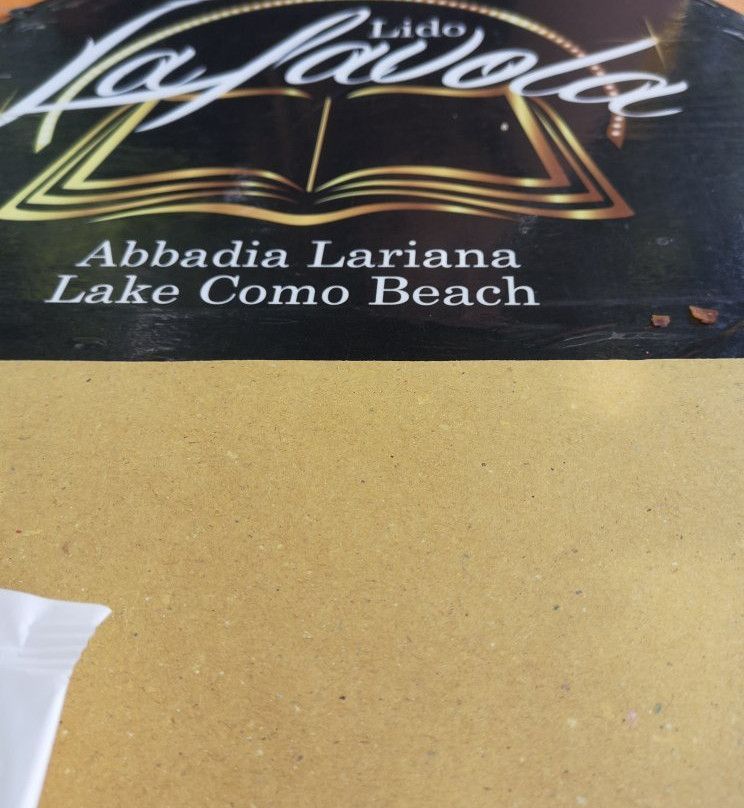 Lido
La favola
Abbadia Lariana
Lake Como Beach